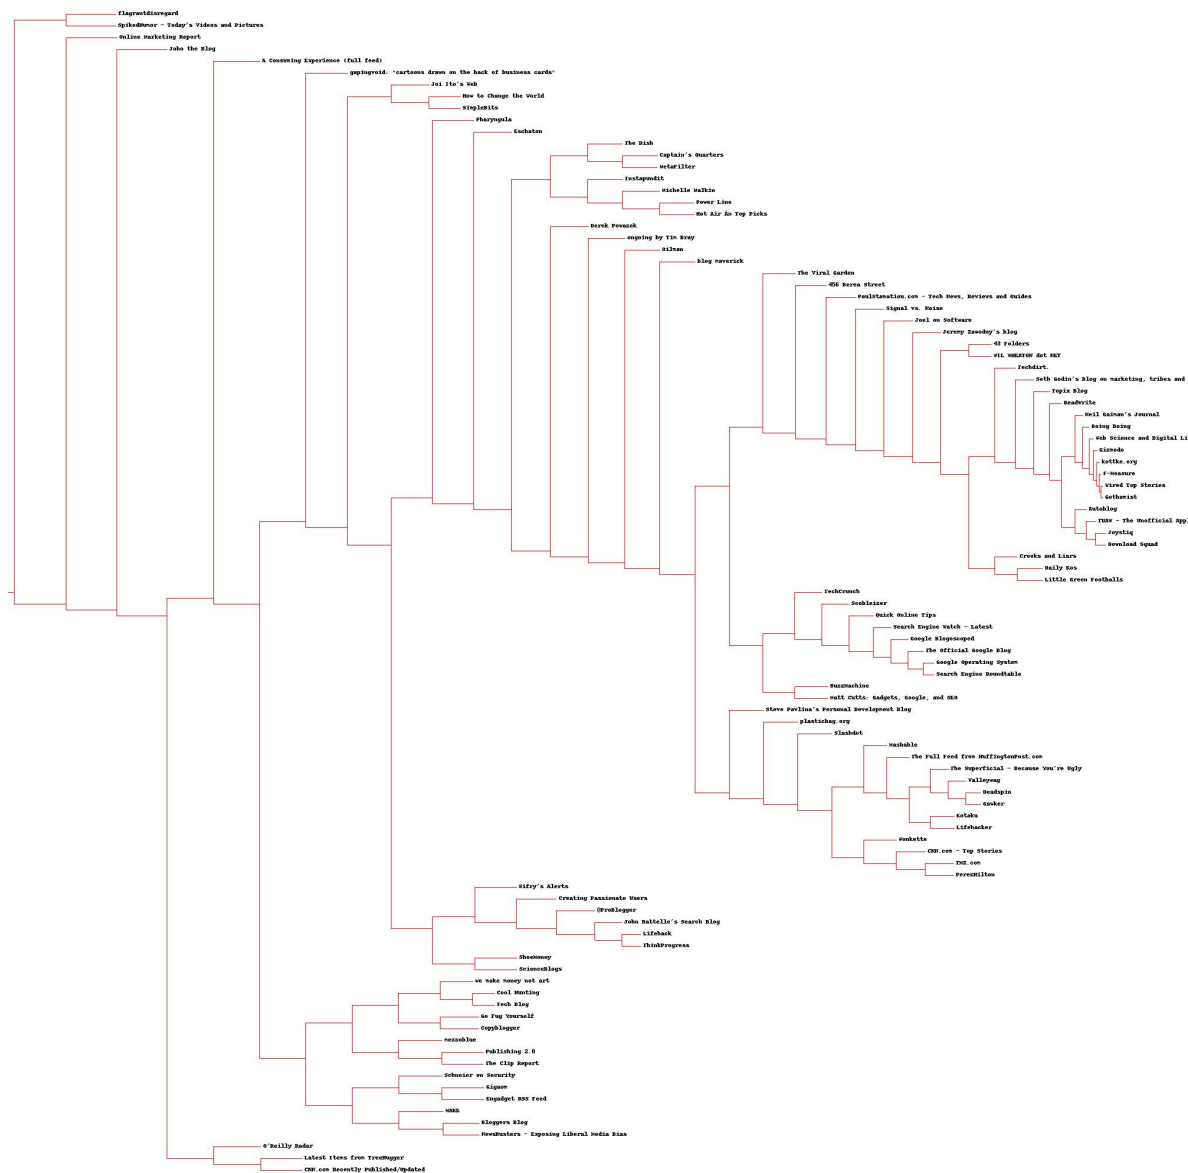 flagrantdisregard
SpikedHumor - Today's Videos and Pictures
Online Marketing Report
Joho the Blog
A Consuming Experience (full feed)
gapingvoid: "cartoons drawn on the back of business cards"
Joi Ito's Web
How to Change the World
SimpleBits
Pharyngula
Eschaton
The Dish
Captain's Quarters
MetaFilter
Instapundit
Michelle Malkin
Power Line
Hot Air Â» Top Picks
Derek Powazek
ongoing by Tim Bray
Oilman
blog maverick
The Viral Garden
456 Berea Street
PaulStamatiou.com - Tech News, Reviews and Guides
Signal vs. Noise
Joel on Software
Jeremy Zawodny's blog
43 Folders
WIL WHEATON dot NET
Techdirt.
Seth Godin's Blog on marketing, tribes and
Topix Blog
ReadWrite
Neil Gaiman's Journal
Boing Boing
Web Science and Digital Li
Gizmodo
kottke.org
F-Measure
Wired Top Stories
Gothamist
Autoblog
TUAW - The Unofficial Appl
Joystiq
Download Squad
Crooks and Liars
Daily Kos
Little Green Footballs
TechCrunch
Scobleizer
Quick Online Tips
Search Engine Watch - Latest
Google Blogoscoped
The Official Google Blog
Google Operating System
Search Engine Roundtable
BuzzMachine
Matt Cutts: Gadgets, Google, and SEO
Steve Pavlina's Personal Development Blog
plasticbag.org
Slashdot
Mashable
The Full Feed from HuffingtonPost.com
The Superficial - Because You're Ugly
Valleywag
Deadspin
Gawker
Kotaku
Lifehacker
Wonkette
CNN.com - Top Stories
TMZ.com
PerezHilton
Sifry's Alerts
Creating Passionate Users
@ProBlogger
John Battelle's Search Blog
Lifehack
ThinkProgress
ShoeMoney
ScienceBlogs
we make money not art
Cool Hunting
Tech Blog
Go Fug Yourself
Copyblogger
mezzoblue
Publishing 2.0
The Clip Report
Schneier on Security
Gigaom
Engadget RSS Feed
MAKE
Bloggers Blog
NewsBusters - Exposing Liberal Media Bias
O'Reilly Radar
Latest Items from TreeHugger
CNN.com Recently Published/Updated